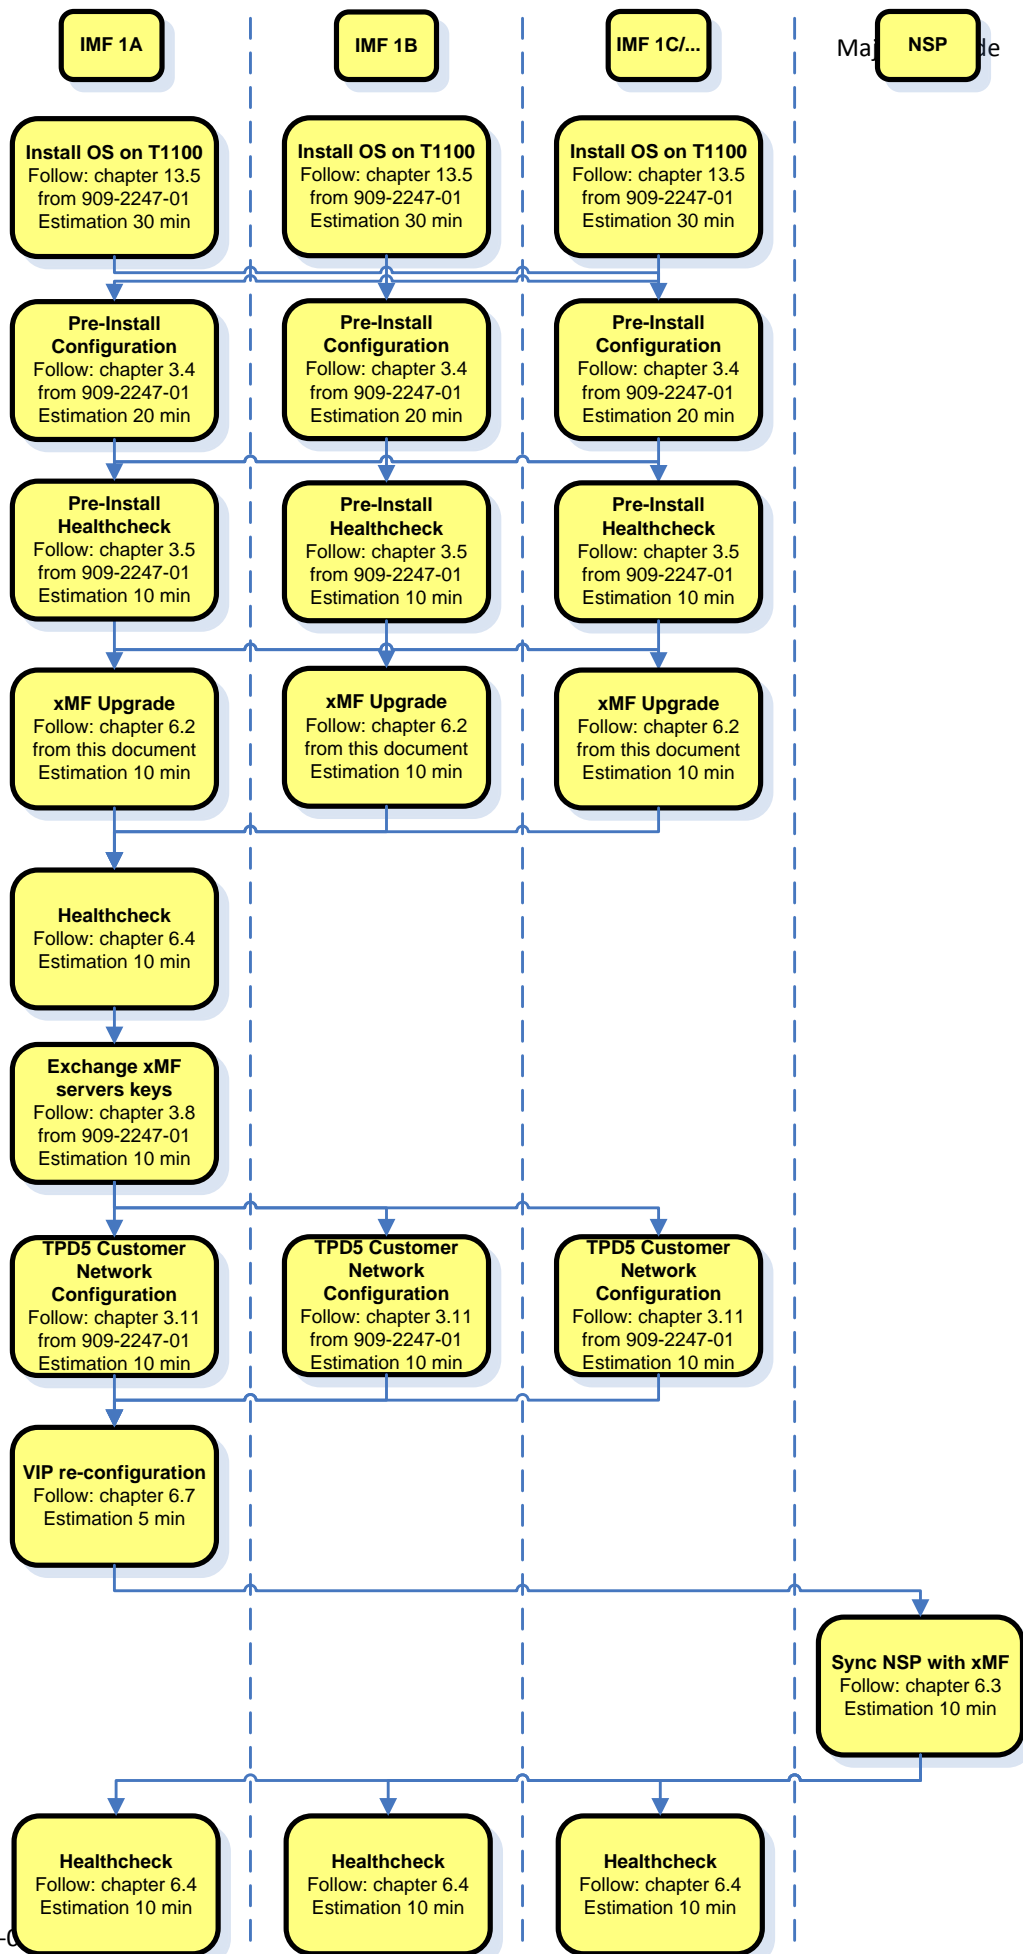 IMF 1A
IMF 1B
IMF 1C/...
NSP
Install OS on T1100
Follow: chapter 13.5
from 909-2247-01
Estimation 30 min
Install OS on T1100
Follow: chapter 13.5
from 909-2247-01
Estimation 30 min
Install OS on T1100
Follow: chapter 13.5
from 909-2247-01
Estimation 30 min
Pre-Install
Configuration
Follow: chapter 3.4
from 909-2247-01
Estimation 20 min
Pre-Install
Configuration
Follow: chapter 3.4
from 909-2247-01
Estimation 20 min
Pre-Install
Configuration
Follow: chapter 3.4
from 909-2247-01
Estimation 20 min
Pre-Install
Healthcheck
Follow: chapter 3.5
from 909-2247-01
Estimation 10 min
Pre-Install
Healthcheck
Follow: chapter 3.5
from 909-2247-01
Estimation 10 min
Pre-Install
Healthcheck
Follow: chapter 3.5
from 909-2247-01
Estimation 10 min
xMF Upgrade
Follow: chapter 6.2
from this document
Estimation 10 min
xMF Upgrade
Follow: chapter 6.2
from this document
Estimation 10 min
xMF Upgrade
Follow: chapter 6.2
from this document
Estimation 10 min
Healthcheck
Follow: chapter 6.4
Estimation 10 min
Exchange xMF
servers keys
Follow: chapter 3.8
from 909-2247-01
Estimation 10 min
TPD5 Customer
Network
Configuration
Follow: chapter 3.11
from 909-2247-01
Estimation 10 min
TPD5 Customer
Network
Configuration
Follow: chapter 3.11
from 909-2247-01
Estimation 10 min
TPD5 Customer
Network
Configuration
Follow: chapter 3.11
from 909-2247-01
Estimation 10 min
VIP re-configuration
Follow: chapter 6.7
Estimation 5 min
Sync NSP with xMF
Follow: chapter 6.3
Estimation 10 min
Healthcheck
Follow: chapter 6.4
Estimation 10 min
Healthcheck
Follow: chapter 6.4
Estimation 10 min
Healthcheck
Follow: chapter 6.4
Estimation 10 min